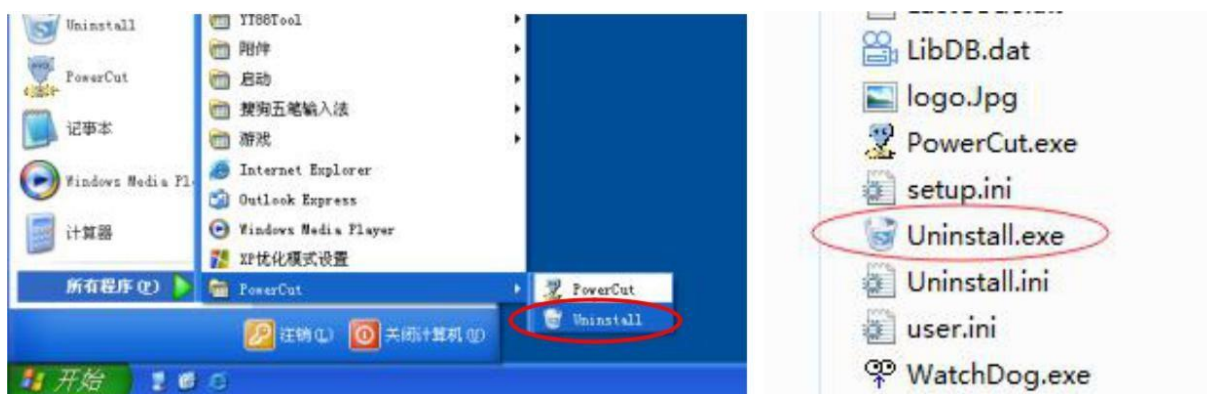 Uninstall
PowerCut
记事本
Windows Media Pl
计算器
所有程序(P)
YT88Tool
附件
启动
搜狗五笔输入法
游戏
Internet Explorer
Outlook Express
Windows Media Player
XP优化模式设置
PowerCut
PowerCut
Uninstall
注销(L)
关闭计算机(U)
开始
LibDB.dat
logo.Jpg
PowerCut.exe
setup.ini
Uninstall.exe
Uninstall.ini
user.ini
WatchDog.exe